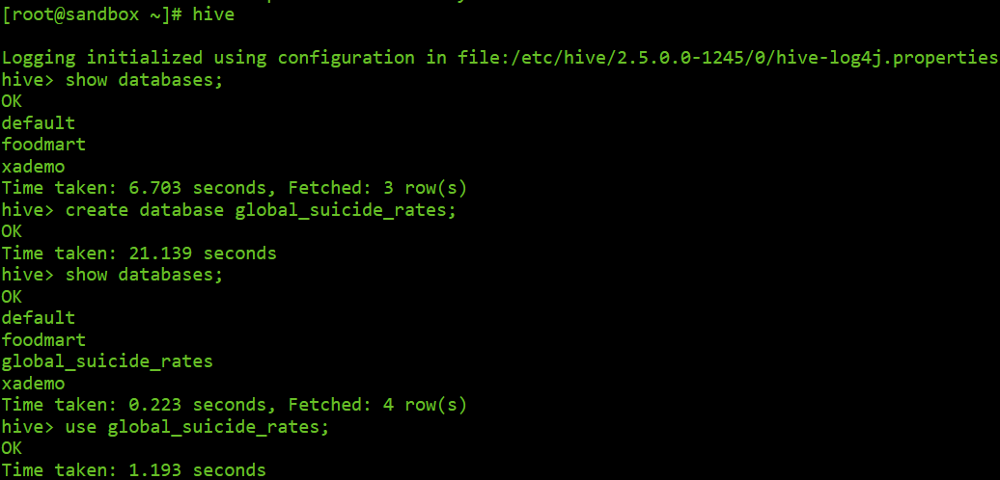 [root@sandbox ~]# hive
Logging initialized using configuration in file:/etc/hive/2.5.0.0-1245/0/hive-log4j.properties
hive> show databases;
OK
default
foodmart
xademo
Time taken: 6.703 seconds, Fetched: 3 row(s)
hive> create database global_suicide_rates;
OK
Time taken: 21.139 seconds
hive> show databases;
OK
default
foodmart
global_suicide_rates
xademo
Time taken: 0.223 seconds, Fetched: 4 row(s)
hive> use global_suicide_rates;
OK
Time taken: 1.193 seconds